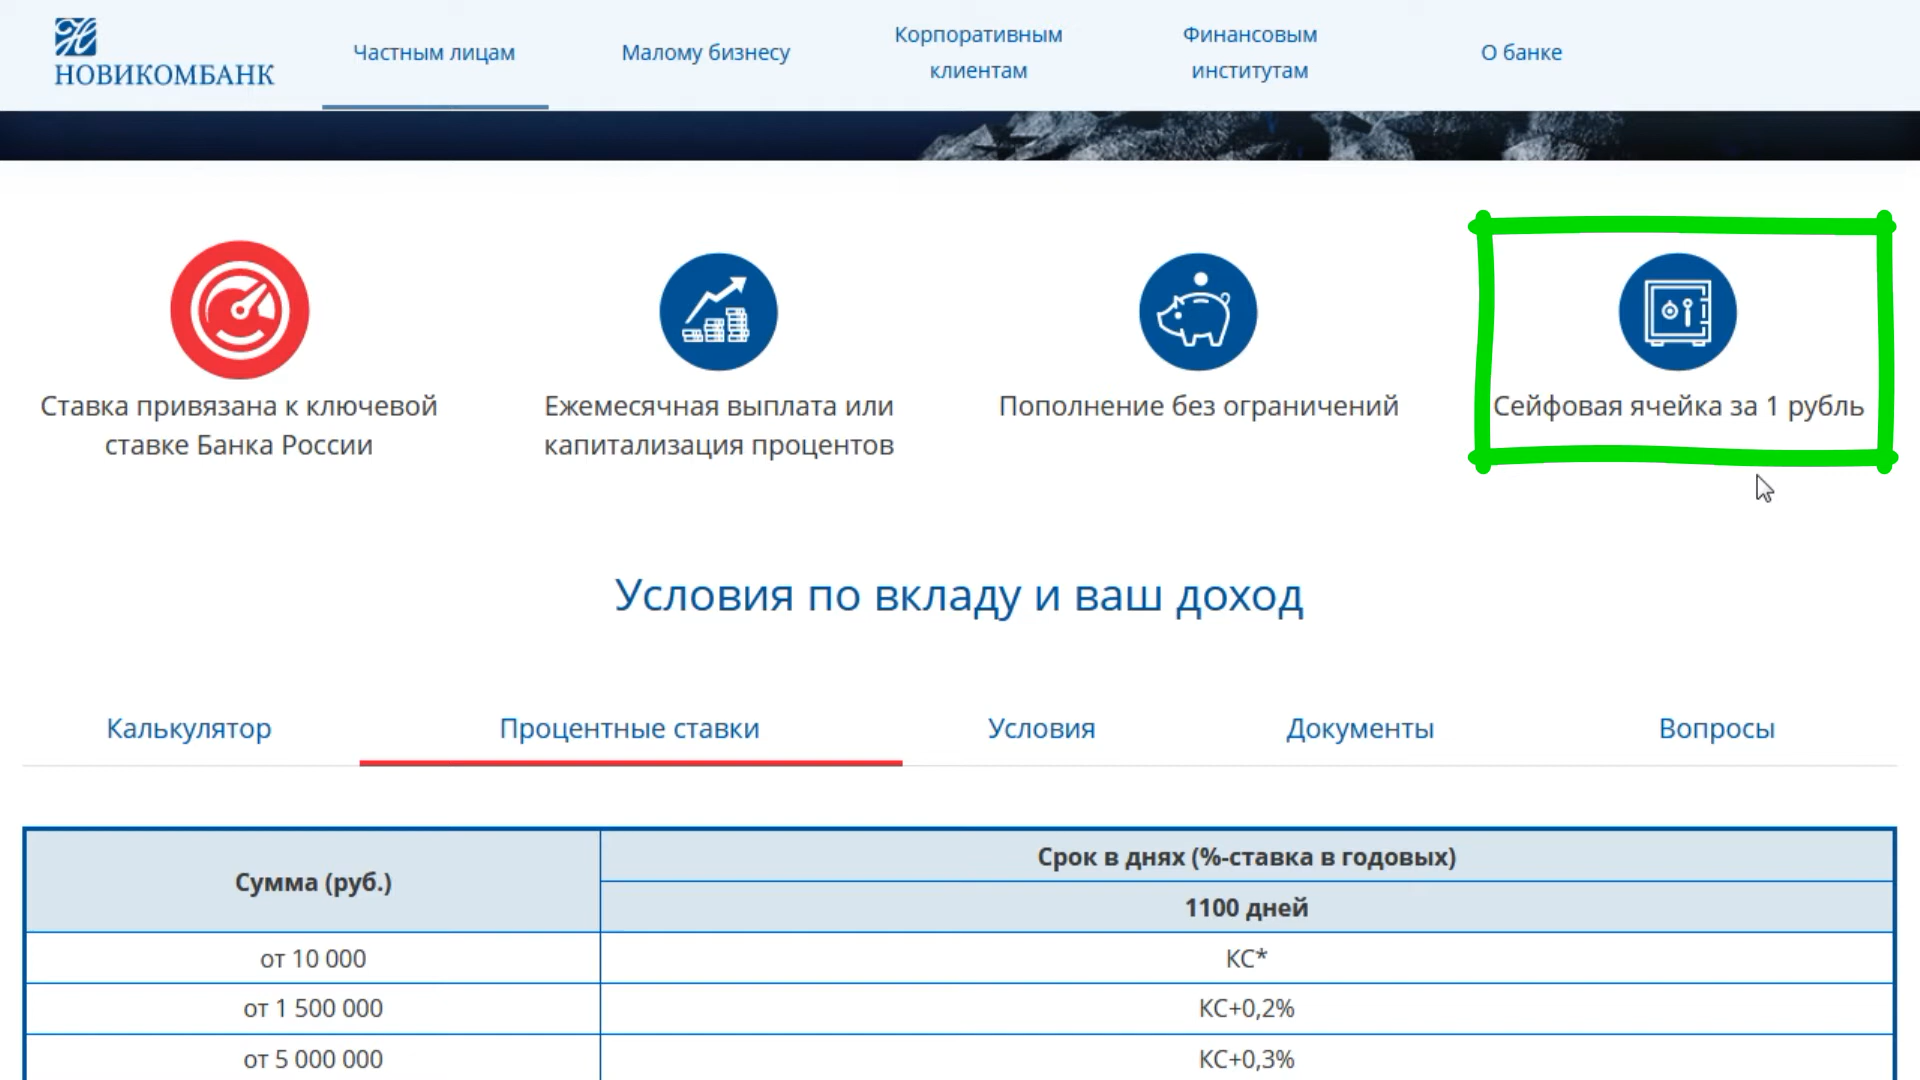 НОВИКОМБАНК
Частным лицам
Малому бизнесу
Корпоративным
клиентам
Финансовым
институтам
О банке
Ставка привязана к ключевой
ставке Банка России
Ежемесячная выплата или
капитализация процентов
Пополнение без ограничений
Сейфовая ячейка за 1 рубль
Условия по вкладу и ваш доход
Калькулятор
Процентные ставки
Условия
Документы
Вопросы
Сумма (руб.)
Срок в днях (%-ставка в годовых)
1100 дней
от 10 000
КС*
от 1 500 000
КС+0,2%
от 5 000 000
КС+0,3%